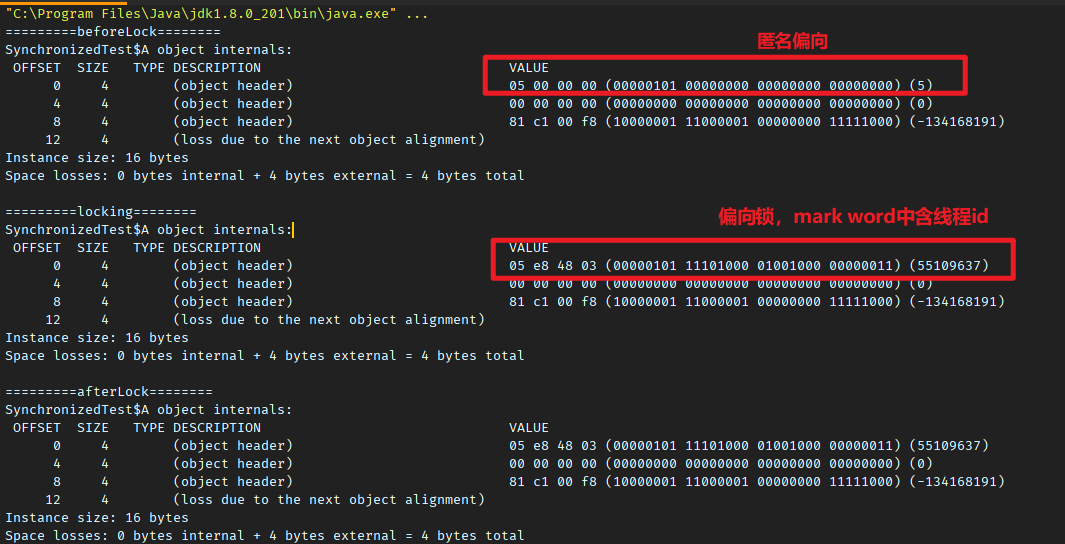 "C:\Program Files\Java\jdk1.8.0_201\bin\java.exe" ...
=========beforeLock========
匿名偏向
SynchronizedTest$A object internals:
OFFSET SIZE TYPE DESCRIPTION VALUE
0 4 (object header) 05 00 00 00 (00000101 00000000 00000000 00000000) (5)
4 4 (object header) 00 00 00 00 (00000000 00000000 00000000 00000000) (0)
8 4 (object header) 81 c1 00 f8 (10000001 11000001 00000000 11111000) (-134168191)
12 4 (loss due to the next object alignment)
Instance size: 16 bytes
Space losses: 0 bytes internal + 4 bytes external = 4 bytes total
=========locking========
偏向锁，mark word中含线程id
SynchronizedTest$A object internals:
OFFSET SIZE TYPE DESCRIPTION VALUE
0 4 (object header) 05 e8 48 03 (00000101 11101000 01001000 00000011) (55109637)
4 4 (object header) 00 00 00 00 (00000000 00000000 00000000 00000000) (0)
8 4 (object header) 81 c1 00 f8 (10000001 11000001 00000000 11111000) (-134168191)
12 4 (loss due to the next object alignment)
Instance size: 16 bytes
Space losses: 0 bytes internal + 4 bytes external = 4 bytes total
=========afterLock========
SynchronizedTest$A object internals:
OFFSET SIZE TYPE DESCRIPTION VALUE
0 4 (object header) 05 e8 48 03 (00000101 11101000 01001000 00000011) (55109637)
4 4 (object header) 00 00 00 00 (00000000 00000000 00000000 00000000) (0)
8 4 (object header) 81 c1 00 f8 (10000001 11000001 00000000 11111000) (-134168191)
12 4 (loss due to the next object alignment)
Instance size: 16 bytes
Space losses: 0 bytes internal + 4 bytes external = 4 bytes total